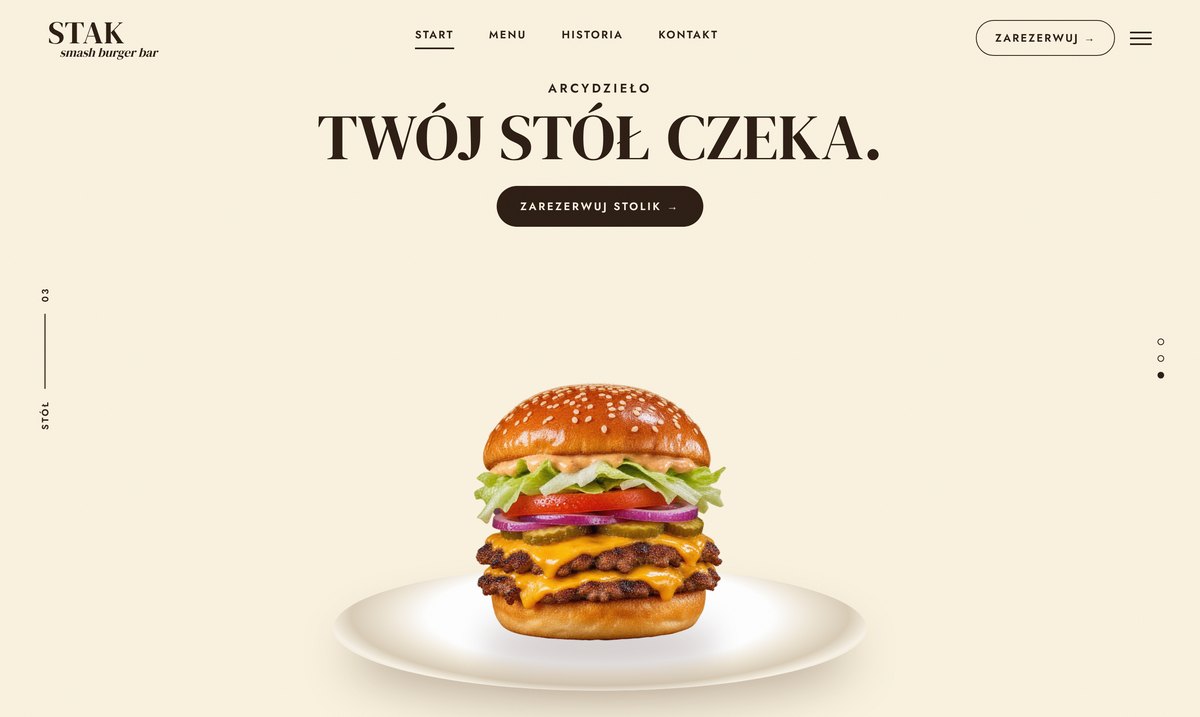 STAK
smash burger bar
START
MENU
HISTORIA
KONTAKT
ZAREZERWUJ →
ARCYDZIEŁO
TWÓJ STÓŁ CZEKA.
ZAREZERWUJ STOLIK →
03
STÓŁ